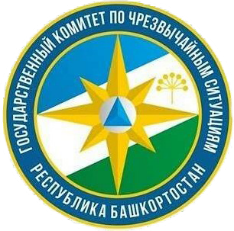 ГОСУДАРСТВЕННЫЙ КОМИТЕТ ПО ЧРЕЗВЫЧАЙНЫМ СИТУАЦИЯМ
РЕСПУБЛИКА БАШКОРТОСТАН